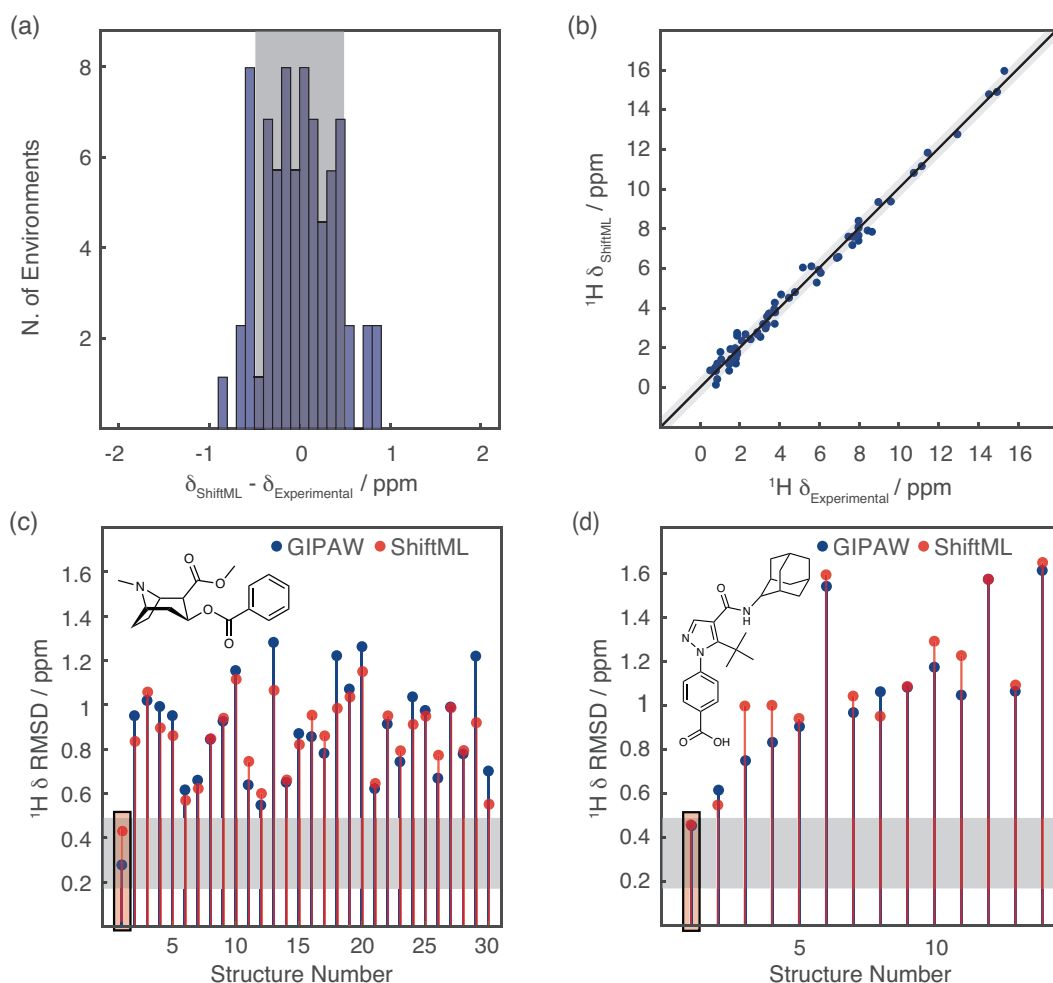 (a)
8
6
4
2
N. of Environments
-2 -1 0 1 2
δShiftML - δExperimental / ppm
(b)
16
14
12
10
8
6
4
2
0
¹H δShiftML / ppm
0 2 4 6 8 10 12 14 16
¹H δExperimental / ppm
(c)
GIPAW ShiftML
1.6
1.4
1.2
1
0.8
0.6
0.4
0.2
¹H δ RMSD / ppm
N
O
O
O
O
5 10 15 20 25 30
Structure Number
(d)
GIPAW ShiftML
1.6
1.4
1.2
1
0.8
0.6
0.4
0.2
¹H δ RMSD / ppm
O
N
H
N
N
O
OH
5 10
Structure Number